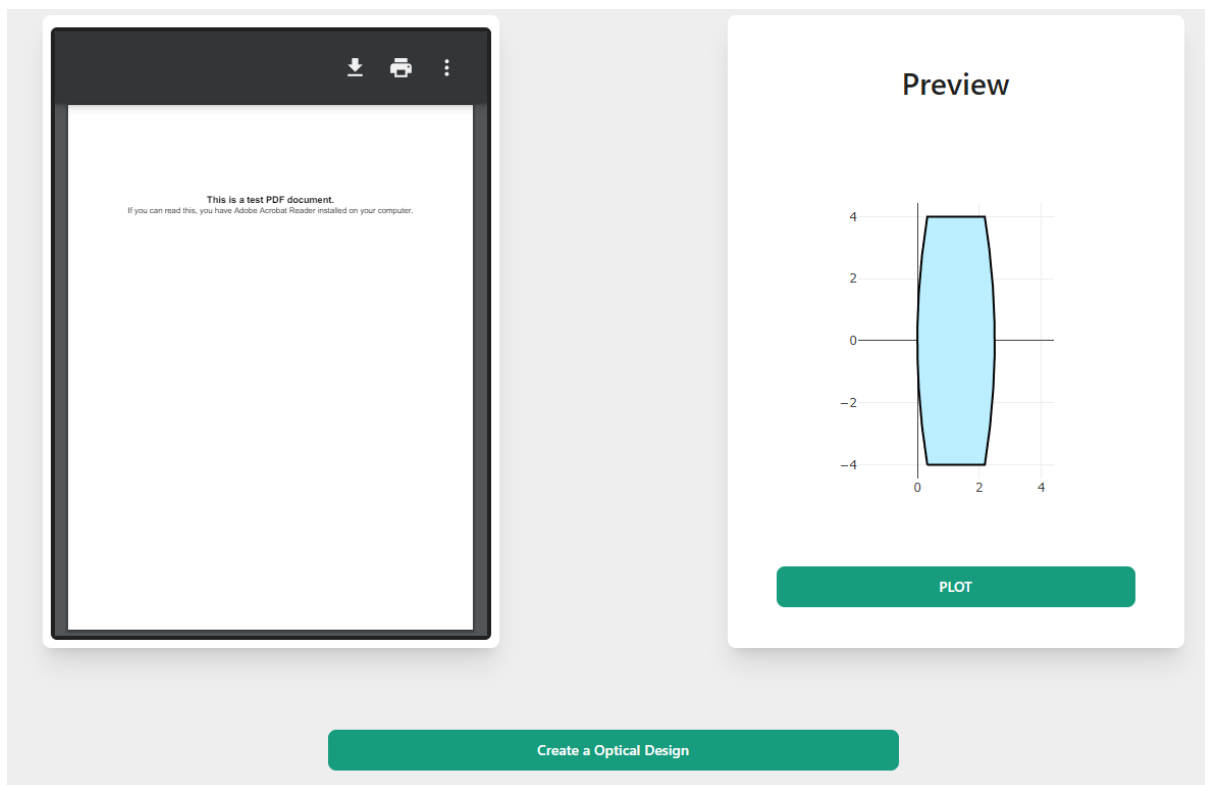 This is a test PDF document.
If you can read this, you have Adobe Acrobat Reader installed on your computer.
Preview
4
2
0
−2
−4
0 2 4
PLOT
Create a Optical Design